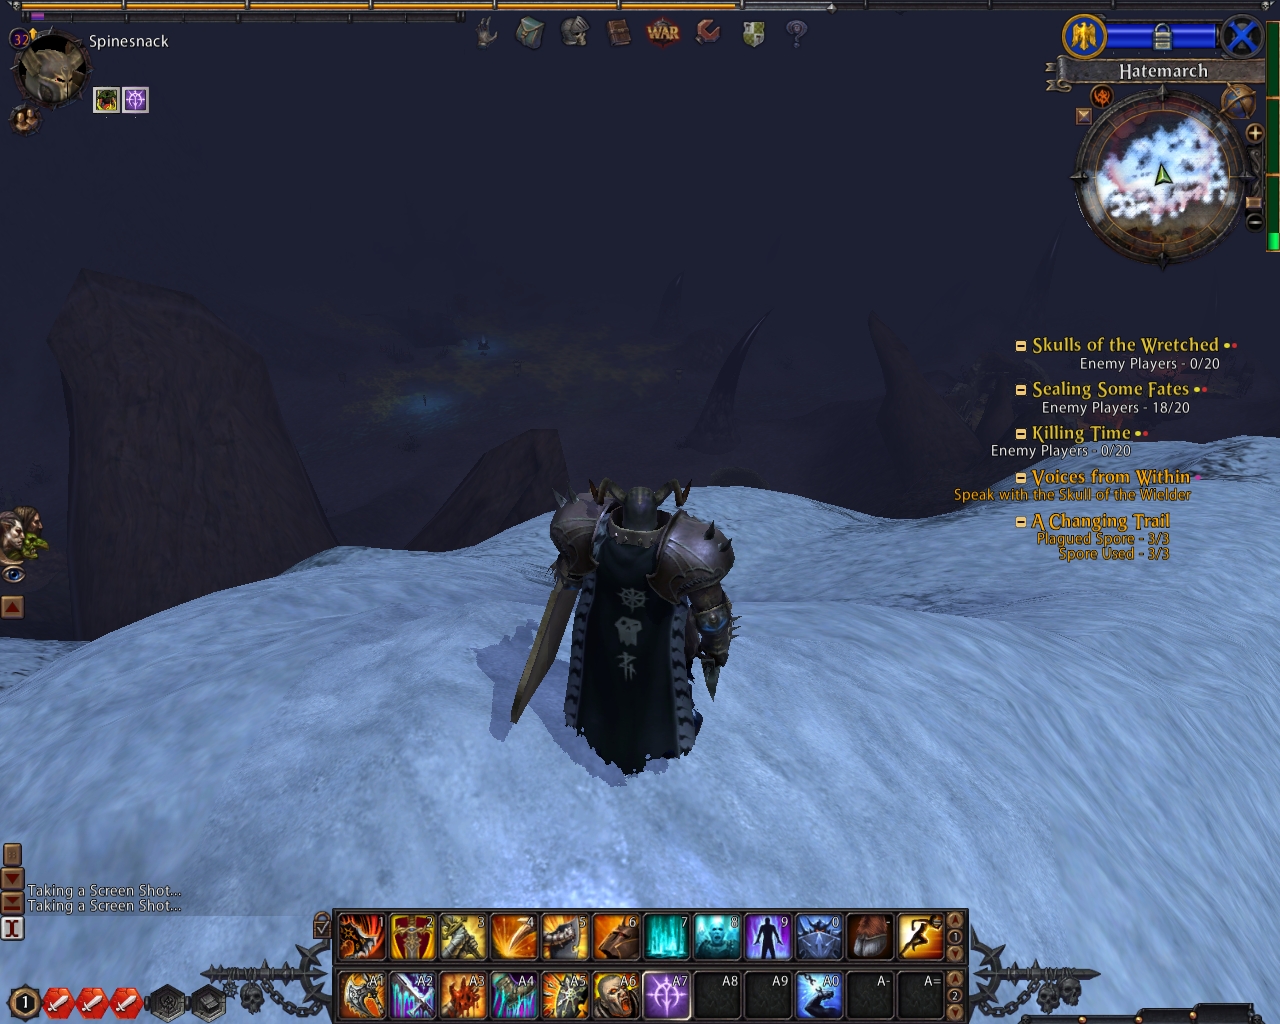 32
Spinesnack
WAR
Hatemarch
Skulls of the Wretched
Enemy Players - 0/20
Sealing Some Fates
Enemy Players - 18/20
Killing Time
Enemy Players - 0/20
Voices from Within
Speak with the Skull of the Wielder
A Changing Trail
Plagued Spore - 3/3
Spore Used - 3/3
Taking a Screen Shot...
Taking a Screen Shot...
1 2 3 4 5 6 7 8 9 0 - = 1
A1 A2 A3 A4 A5 A6 A7 A8 A9 A0 A- A= 2
1